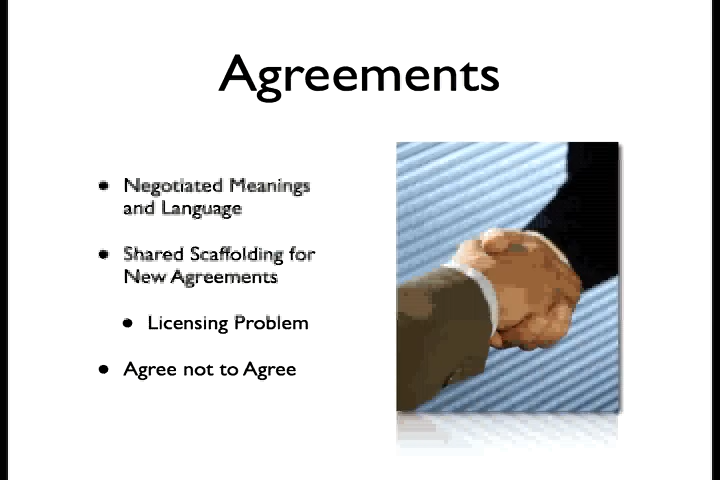 Agreements
• Negotiated Meanings
and Language
• Shared Scaffolding for
New Agreements
• Licensing Problem
• Agree not to Agree